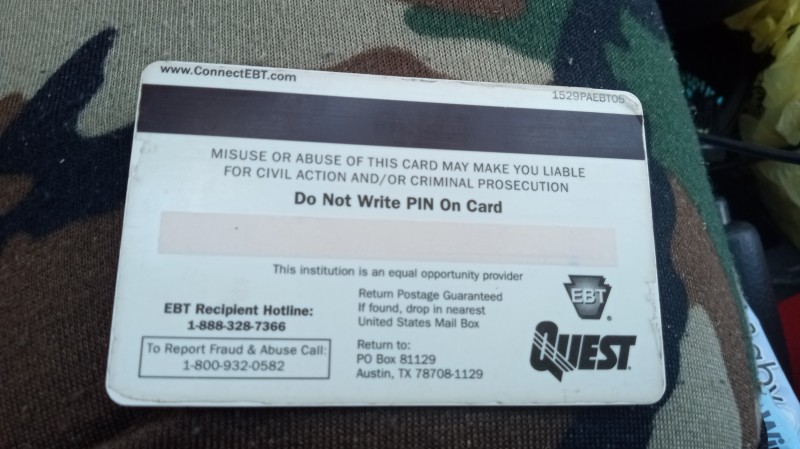 www.ConnectEBT.com
1529PAEBT05
MISUSE OR ABUSE OF THIS CARD MAY MAKE YOU LIABLE
FOR CIVIL ACTION AND/OR CRIMINAL PROSECUTION
Do Not Write PIN On Card
This institution is an equal opportunity provider
EBT Recipient Hotline:
1-888-328-7366
To Report Fraud & Abuse Call:
1-800-932-0582
Return Postage Guaranteed
If found, drop in nearest
United States Mail Box
Return to:
PO Box 81129
Austin, TX 78708-1129
EBT
®
QUEST